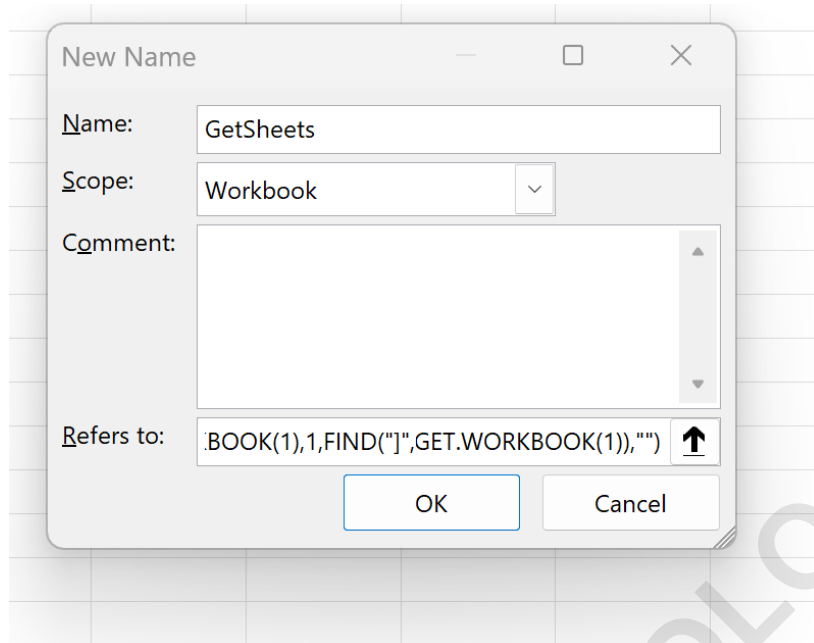 New Name
Name: GetSheets
Scope: Workbook
Comment:
Refers to: :BOOK(1),1,FIND("]",GET.WORKBOOK(1)),"")
OK Cancel